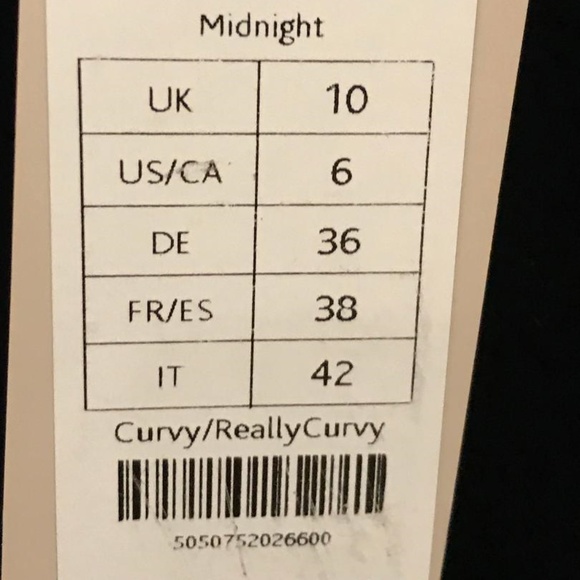 Midnight
UK 10
US/CA 6
DE 36
FR/ES 38
IT 42
Curvy/ReallyCurvy
5050752026600